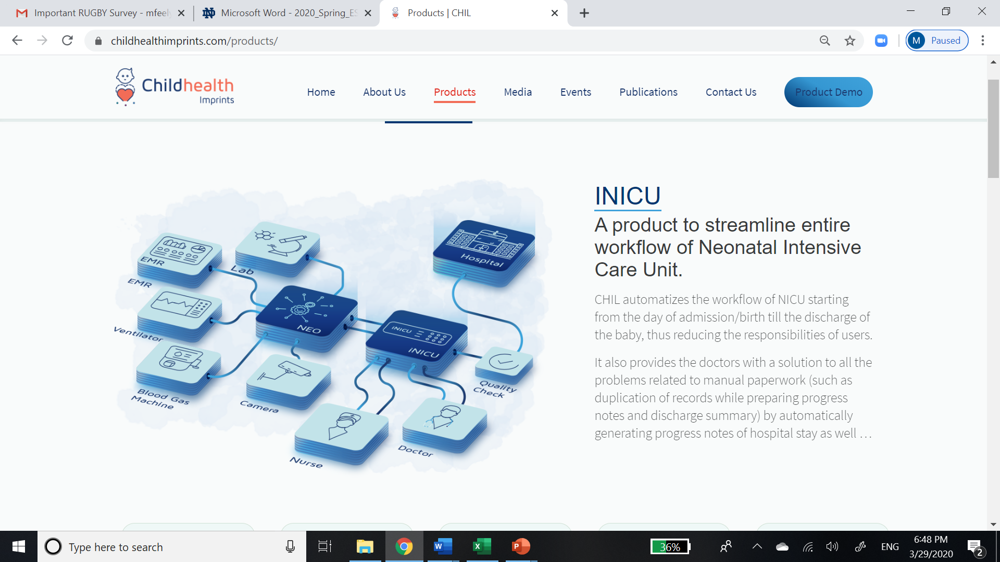 Important RUGBY Survey - mfeely
Microsoft Word - 2020_Spring_ES
Products | CHIL
childhealthimprints.com/products/
M Paused
Childhealth
Imprints
Home About Us Products Media Events Publications Contact Us Product Demo
INICU
A product to streamline entire
workflow of Neonatal Intensive
Care Unit.
CHIL automatizes the workflow of NICU starting
from the day of admission/birth till the discharge of
the baby, thus reducing the responsibilities of users.
It also provides the doctors with a solution to all the
problems related to manual paperwork (such as
duplication of records while preparing progress
notes and discharge summary) by automatically
generating progress notes of hospital stay as well …
EMR
EMR
Lab
Hospital
Ventilator
NEO
INICU
iNICU
Blood Gas
Machine
Camera
Quality
Check
Nurse
Doctor
Type here to search
36%
ENG
6:48 PM
3/29/2020
2